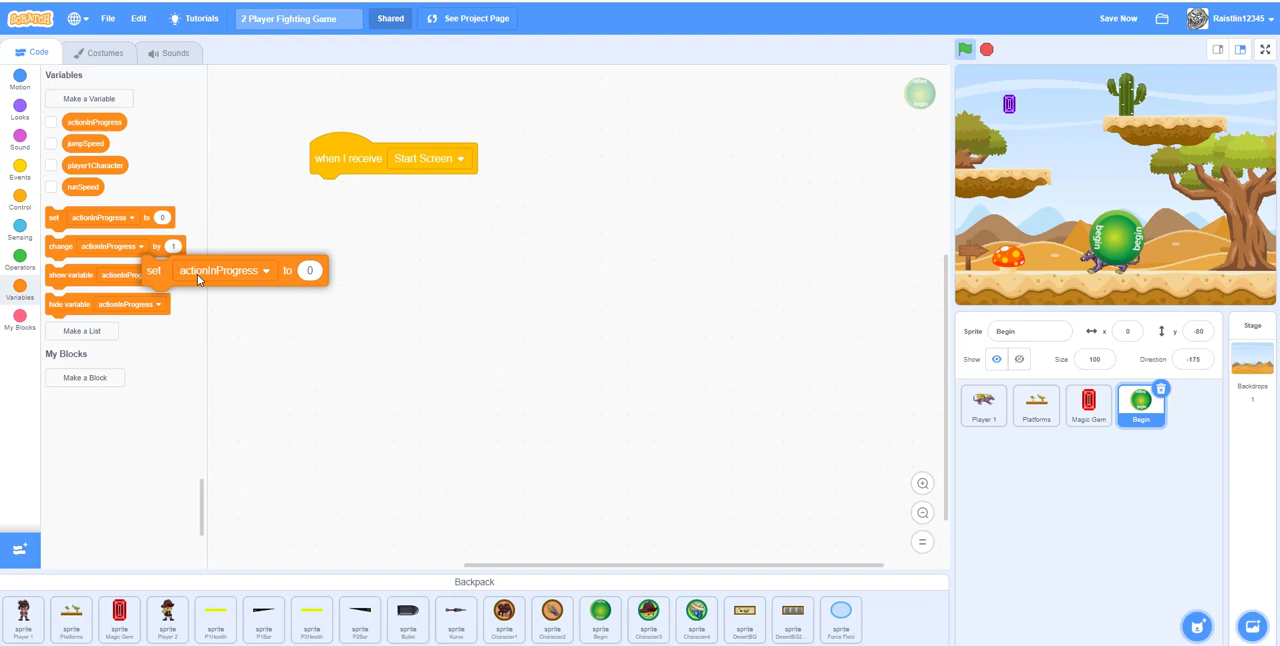 SCRATCH File Edit Tutorials 2 Player Fighting Game Shared See Project Page Save Now Raistlin12345
Code Costumes Sounds
Motion
Looks
Sound
Events
Control
Sensing
Operators
Variables
My Blocks
Variables
Make a Variable
actionInProgress
jumpSpeed
player1Character
runSpeed
set actionInProgress to 0
change actionInProgress by 1
show variable actionInProg
hide variable actionInProgress
Make a List
My Blocks
Make a Block
set actionInProgress to 0
when I receive Start Screen
begin
begin begin
Sprite Begin x 0 y -80
Show Size 100 Direction -175
Player 1 Platforms Magic Gem Begin
Stage
Backdrops
1
Backpack
sprite sprite sprite sprite sprite sprite sprite sprite sprite sprite sprite sprite sprite sprite sprite sprite sprite sprite
Player 1 Platforms Magic Gem Player 2 P1Health P1Bar P2Health P2Bar Bullet Kunai Character1 Character2 Begin Character3 Character4 DesertBG DesertBG2... Force Field